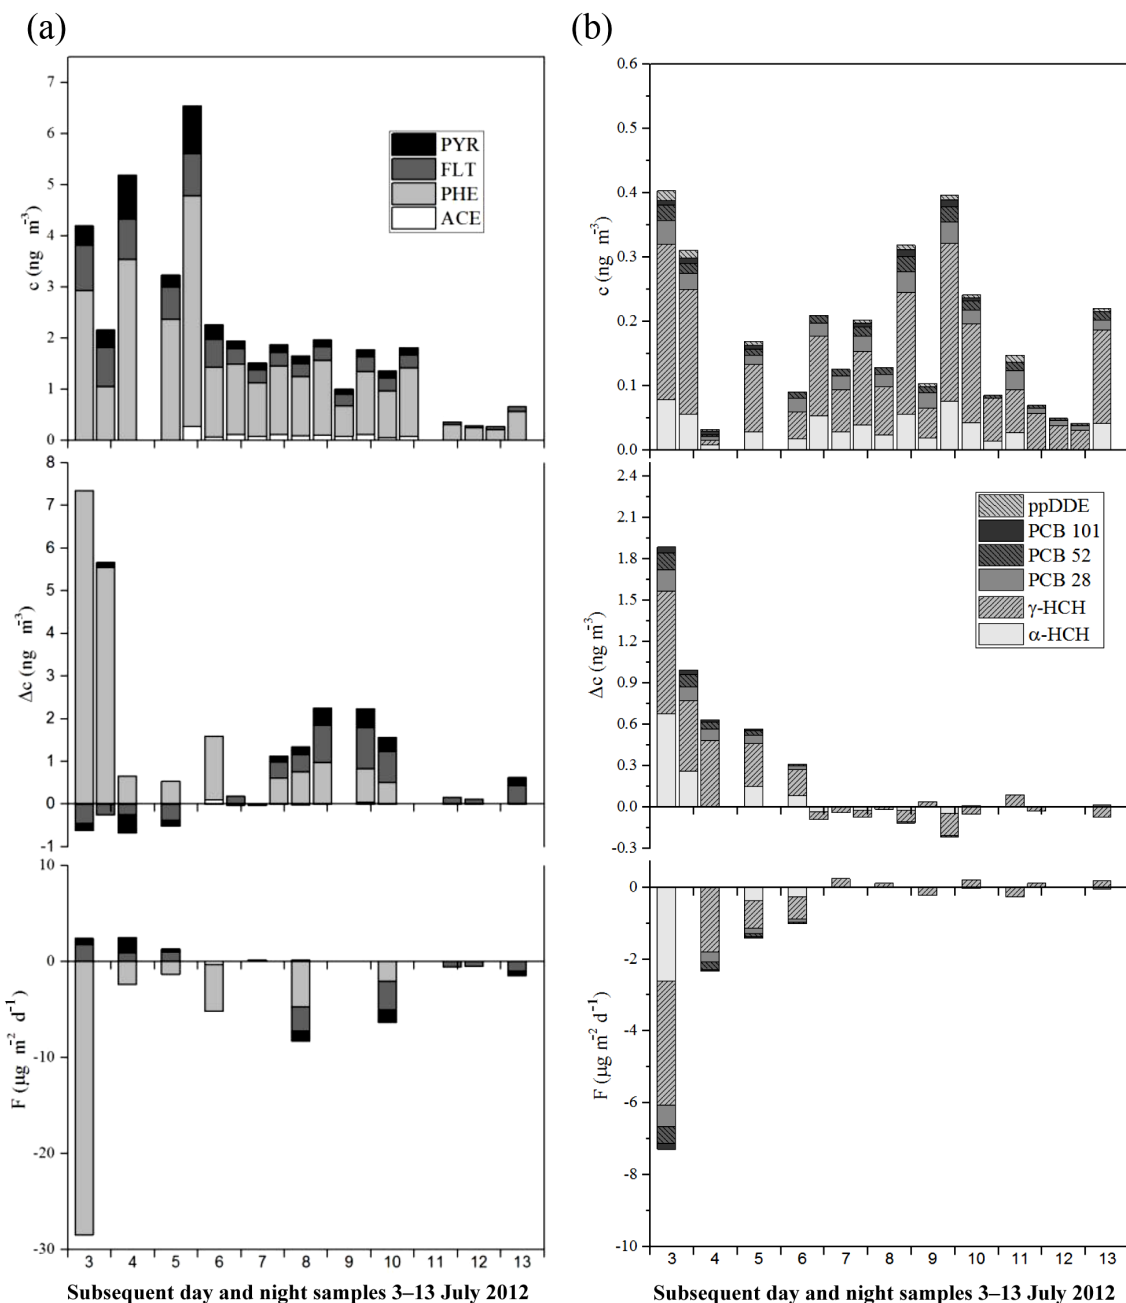 (a)
(b)
7
6
5
4
3
2
1
0
c (ng m⁻³)
PYR
FLT
PHE
ACE
0.6
0.5
0.4
0.3
0.2
0.1
0.0
c (ng m⁻³)
8
7
6
5
4
3
2
1
0
-1
Δc (ng m⁻³)
2.4
2.1
1.8
1.5
1.2
0.9
0.6
0.3
0.0
-0.3
Δc (ng m⁻³)
ppDDE
PCB 101
PCB 52
PCB 28
γ-HCH
α-HCH
10
0
-10
-20
-30
F (µg m⁻² d⁻¹)
3 4 5 6 7 8 9 10 11 12 13
Subsequent day and night samples 3–13 July 2012
0
-2
-4
-6
-8
-10
F (µg m⁻² d⁻¹)
3 4 5 6 7 8 9 10 11 12 13
Subsequent day and night samples 3–13 July 2012